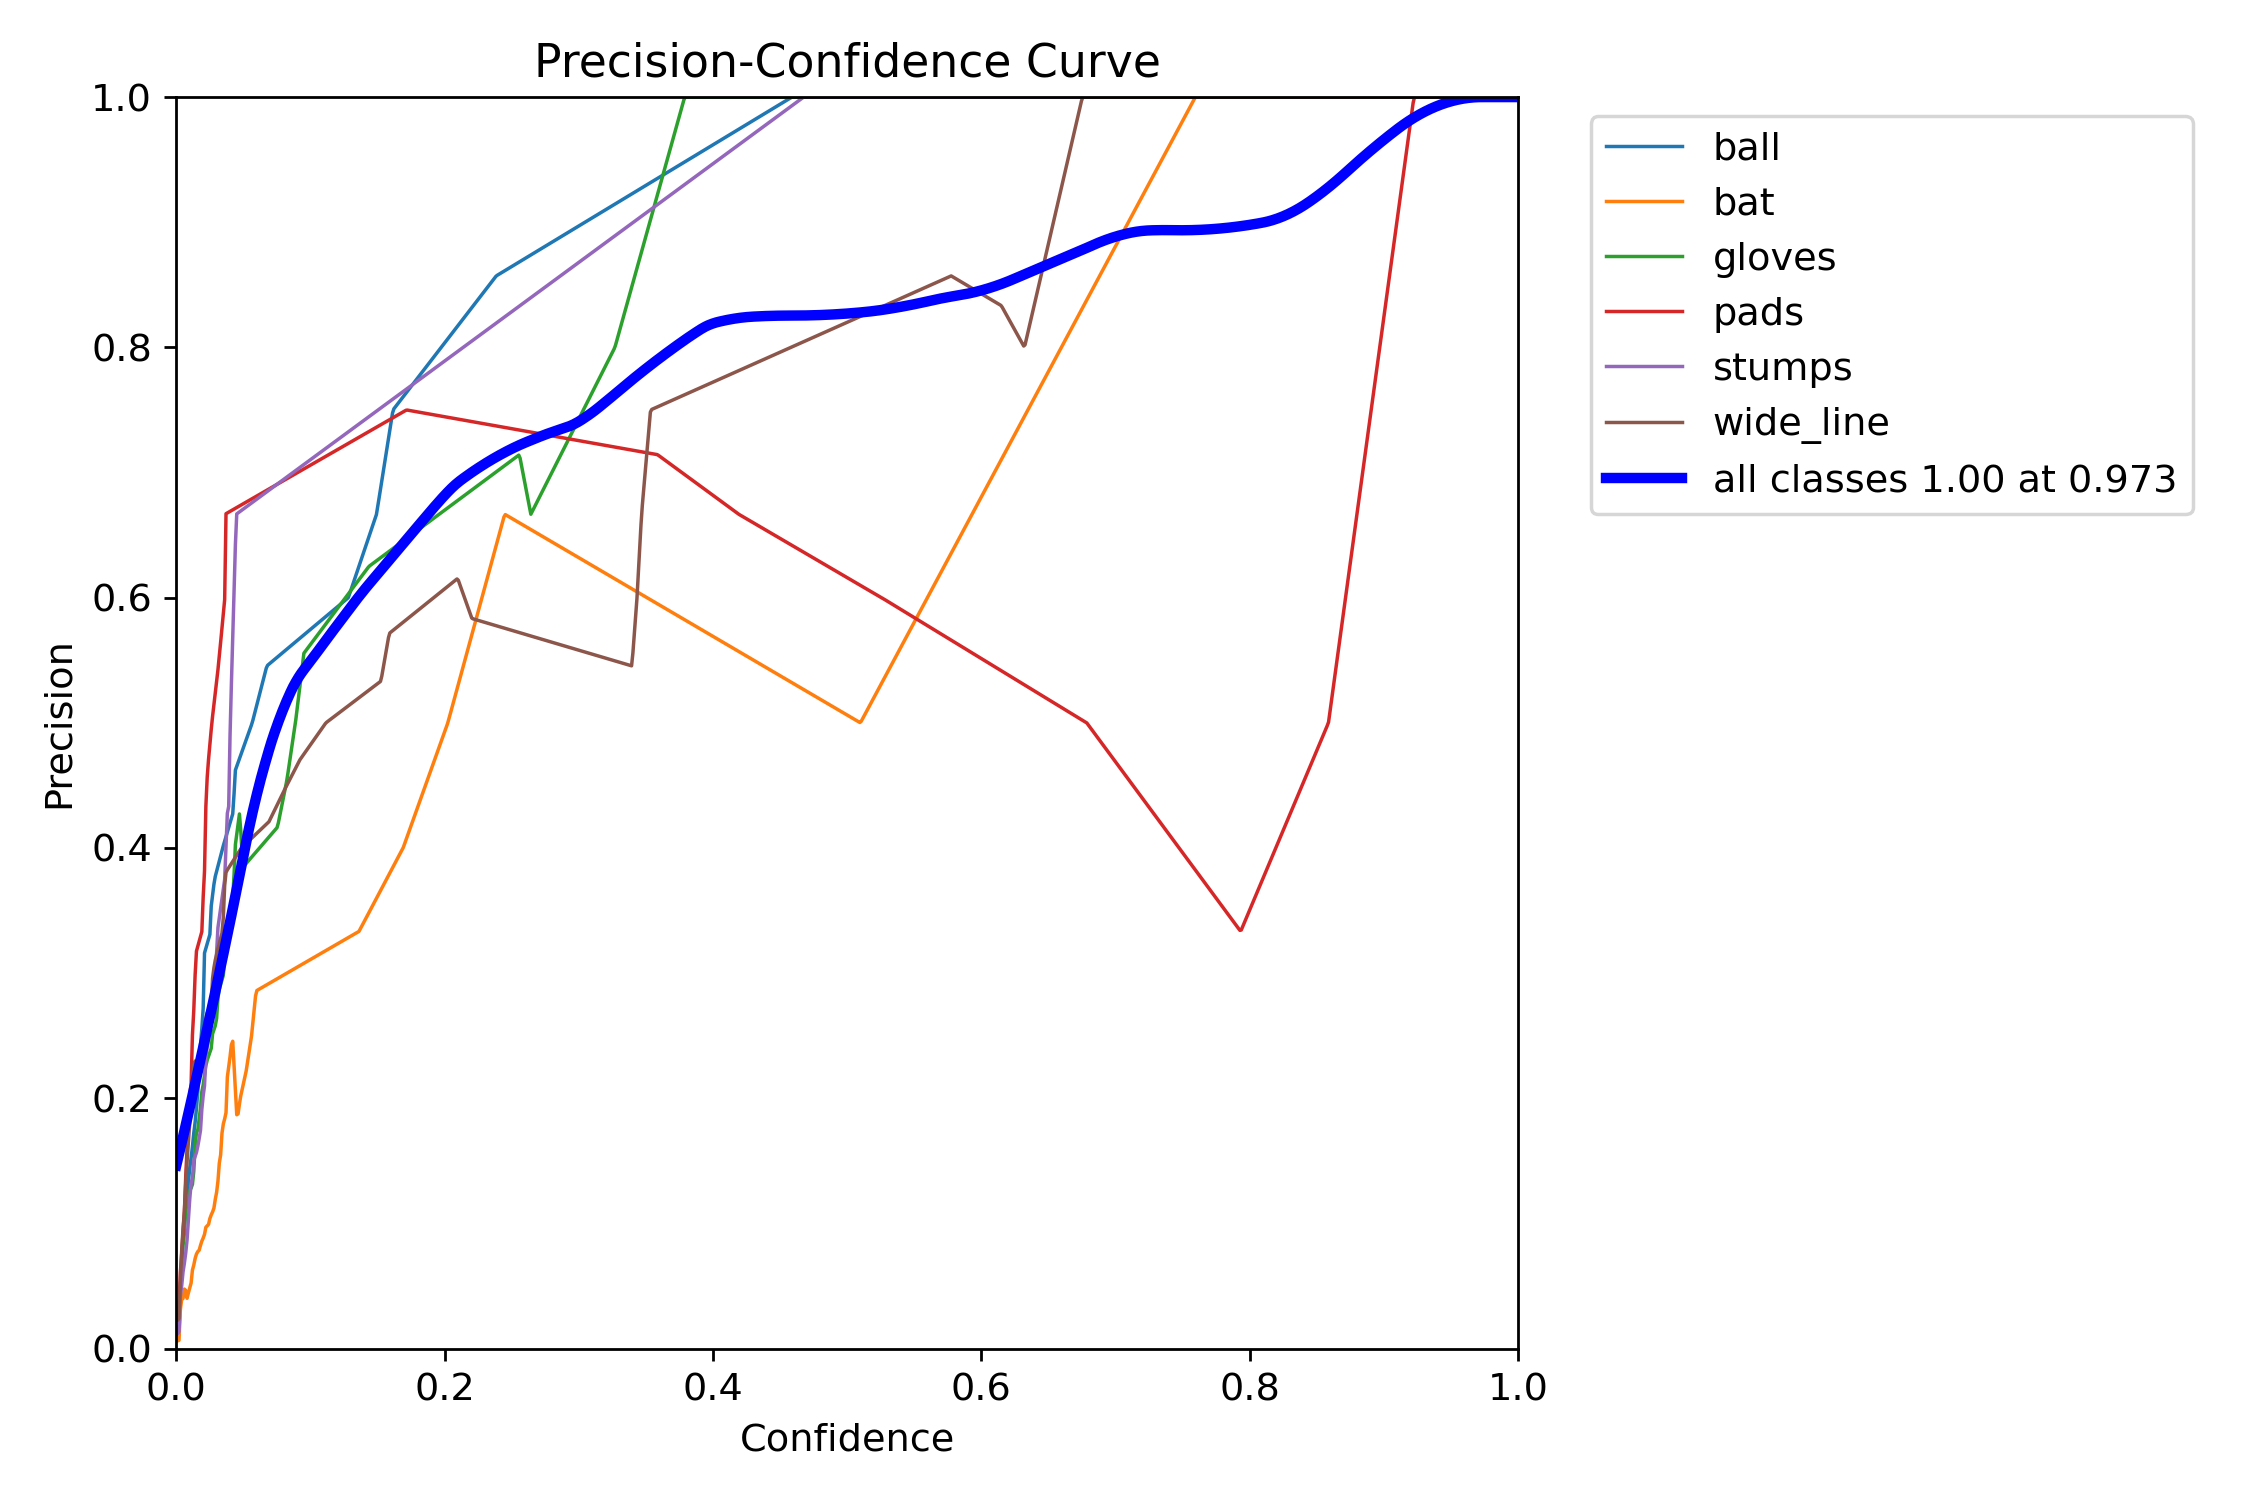 Precision-Confidence Curve
1.0
0.8
0.6
0.4
0.2
0.0
Precision
0.0 0.2 0.4 0.6 0.8 1.0
Confidence
ball
bat
gloves
pads
stumps
wide_line
all classes 1.00 at 0.973